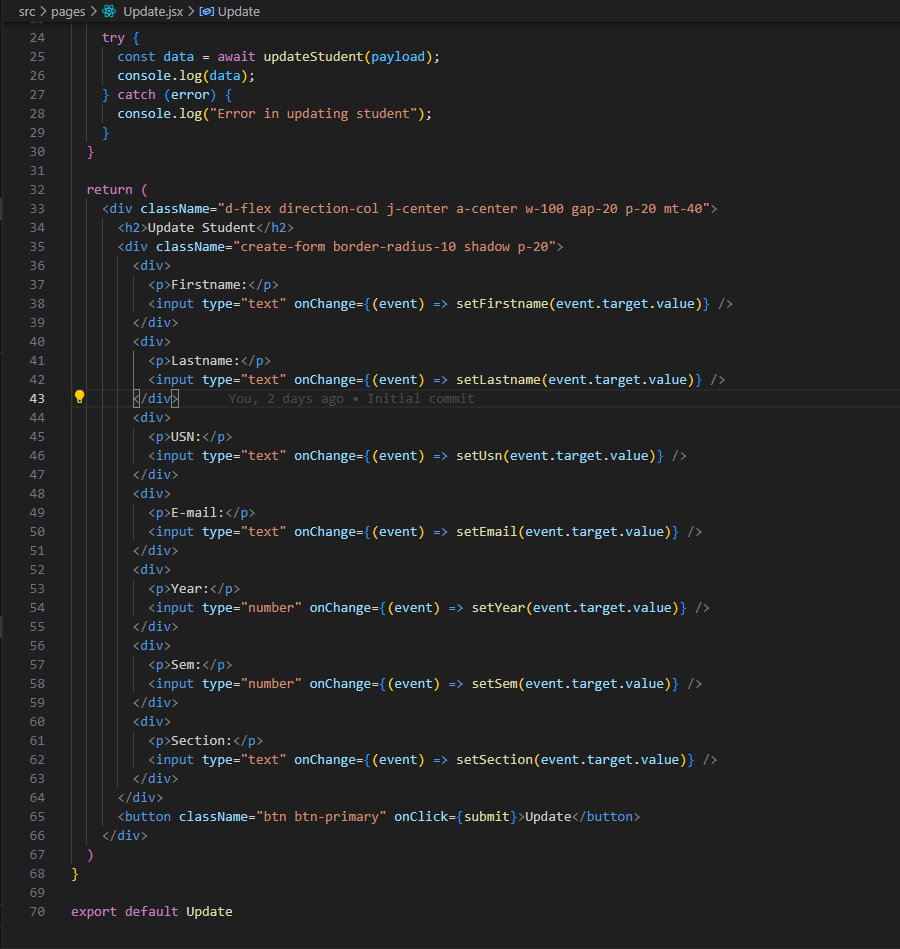 src > pages > Update.jsx > Update
24 try {
25 const data = await updateStudent(payload);
26 console.log(data);
27 } catch (error) {
28 console.log("Error in updating student");
29 }
30 }
31
32 return (
33 <div className="d-flex direction-col j-center a-center w-100 gap-20 p-20 mt-40">
34 <h2>Update Student</h2>
35 <div className="create-form border-radius-10 shadow p-20">
36 <div>
37 <p>Firstname:</p>
38 <input type="text" onChange={(event) => setFirstname(event.target.value)} />
39 </div>
40 <div>
41 <p>Lastname:</p>
42 <input type="text" onChange={(event) => setLastname(event.target.value)} />
43 </div> You, 2 days ago • Initial commit
44 <div>
45 <p>USN:</p>
46 <input type="text" onChange={(event) => setUsn(event.target.value)} />
47 </div>
48 <div>
49 <p>E-mail:</p>
50 <input type="text" onChange={(event) => setEmail(event.target.value)} />
51 </div>
52 <div>
53 <p>Year:</p>
54 <input type="number" onChange={(event) => setYear(event.target.value)} />
55 </div>
56 <div>
57 <p>Sem:</p>
58 <input type="number" onChange={(event) => setSem(event.target.value)} />
59 </div>
60 <div>
61 <p>Section:</p>
62 <input type="text" onChange={(event) => setSection(event.target.value)} />
63 </div>
64 </div>
65 <button className="btn btn-primary" onClick={submit}>Update</button>
66 </div>
67 )
68 }
69
70 export default Update